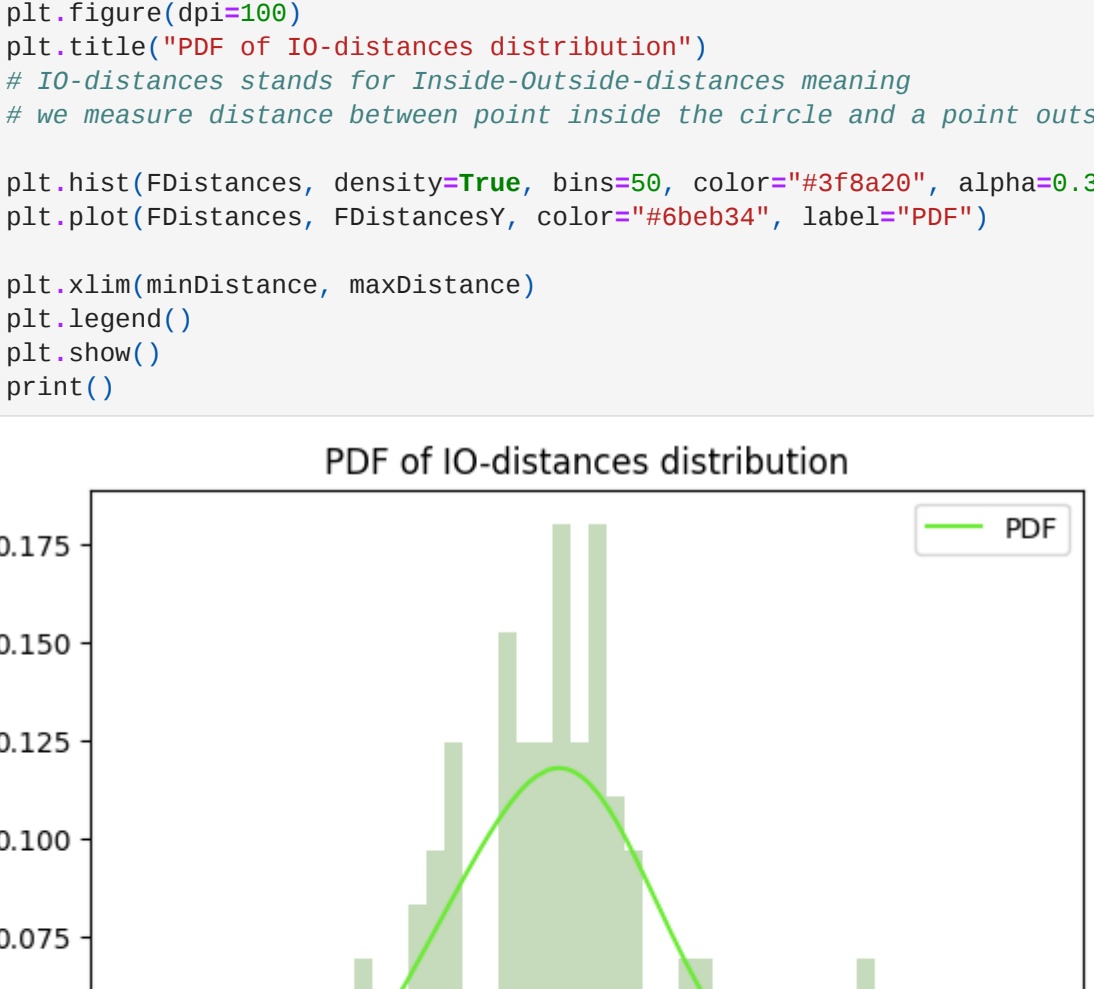 plt.figure(dpi=100)
plt.title("PDF of IO-distances distribution")
# IO-distances stands for Inside-Outside-distances meaning
# we measure distance between point inside the circle and a point outs
plt.hist(FDistances, density=True, bins=50, color="#3f8a20", alpha=0.3
plt.plot(FDistances, FDistancesY, color="#6beb34", label="PDF")
plt.xlim(minDistance, maxDistance)
plt.legend()
plt.show()
print()
PDF of IO-distances distribution
PDF
0.175
0.150
0.125
0.100
0.075